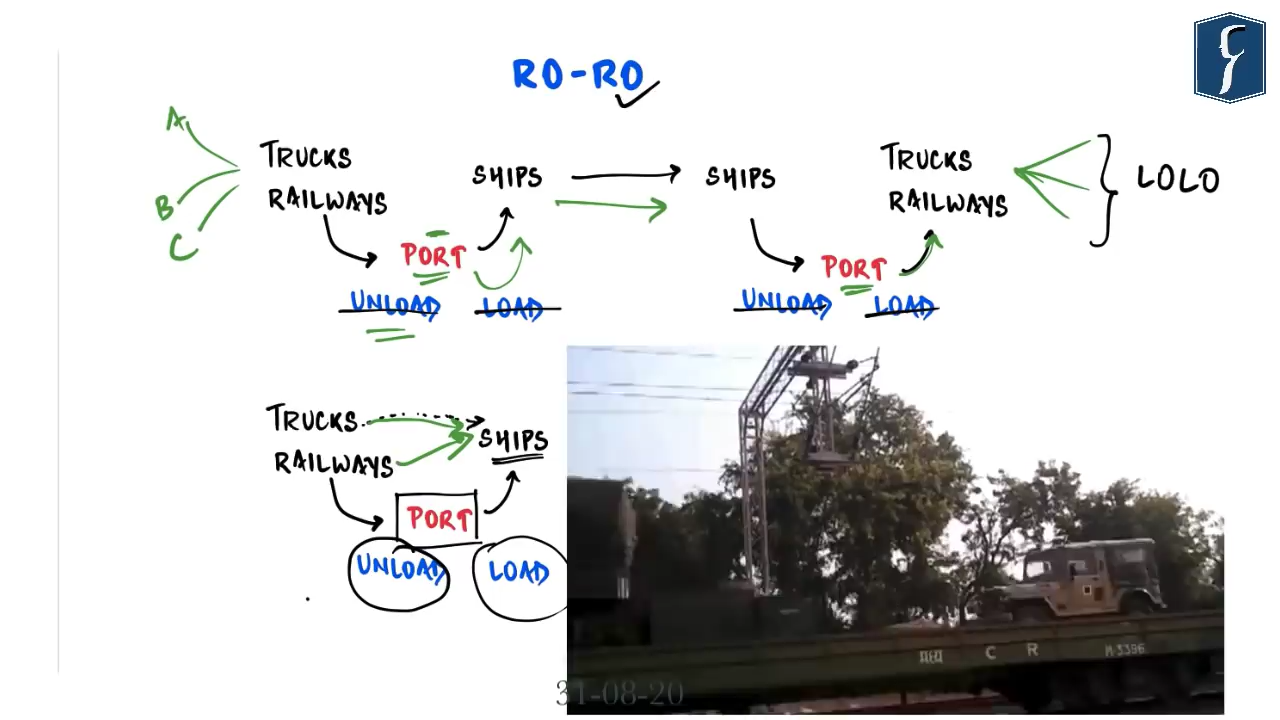 RO-RO
A
TRUCKS
RAILWAYS
B
C
SHIPS
SHIPS
TRUCKS
RAILWAYS
LOLO
PORT
UNLOAD
LOAD
PORT
UNLOAD
LOAD
TRUCKS
RAILWAYS
SHIPS
PORT
UNLOAD
LOAD
C R
31-08-20